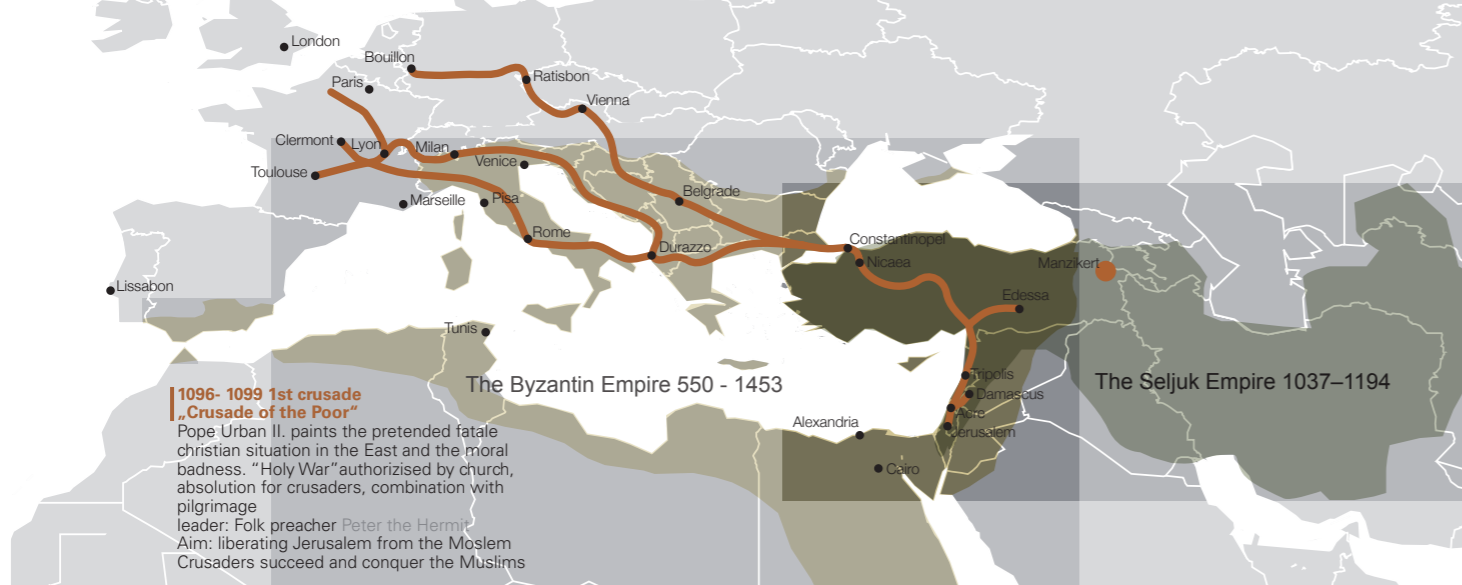 London
Bouillon
Paris
Ratisbon
Vienna
Clermont
Lyon
Milan
Venice
Toulouse
Marseille
Pisa
Belgrade
Rome
Durazzo
Constantinopel
Nicaea
Manzikert
Lissabon
Edessa
Tunis
The Byzantin Empire 550 - 1453
The Seljuk Empire 1037–1194
Tripolis
Damascus
Acre
Alexandria
Jerusalem
Cairo
1096- 1099 1st crusade
„Crusade of the Poor“
Pope Urban II. paints the pretended fatale
christian situation in the East and the moral
badness. “Holy War”authorizised by church,
absolution for crusaders, combination with
pilgrimage
leader: Folk preacher Peter the Hermit
Aim: liberating Jerusalem from the Moslem
Crusaders succeed and conquer the Muslims